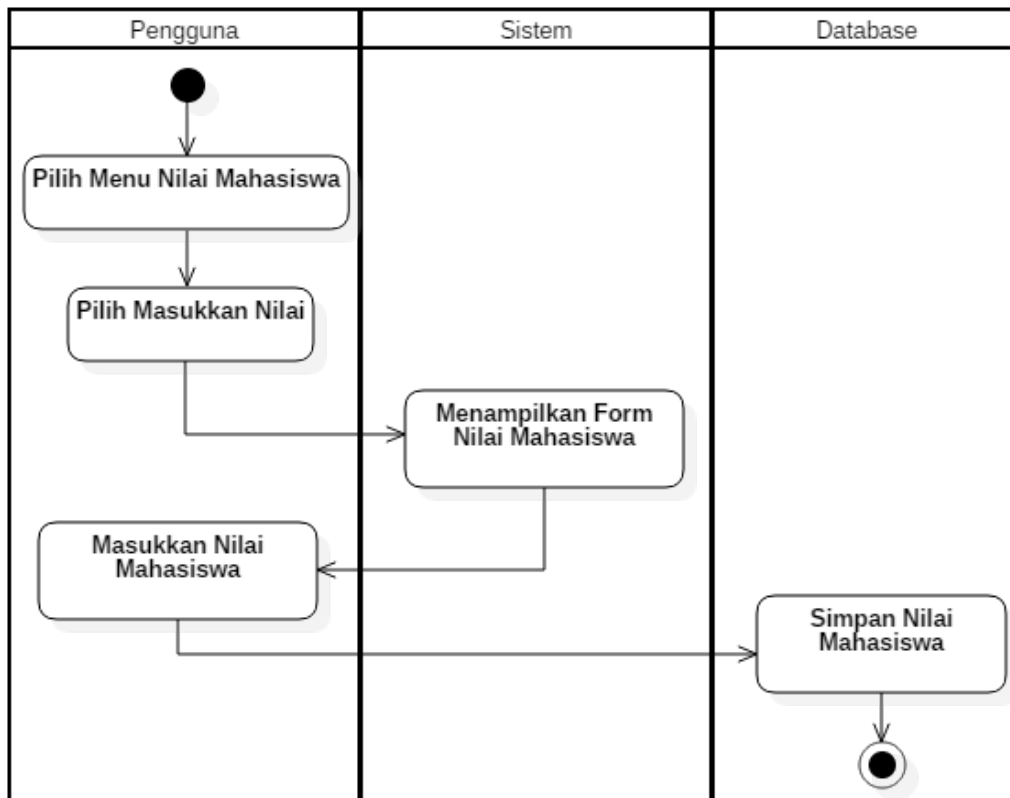 Pengguna
Sistem
Database
Pilih Menu Nilai Mahasiswa
Pilih Masukkan Nilai
Menampilkan Form
Nilai Mahasiswa
Masukkan Nilai
Mahasiswa
Simpan Nilai
Mahasiswa